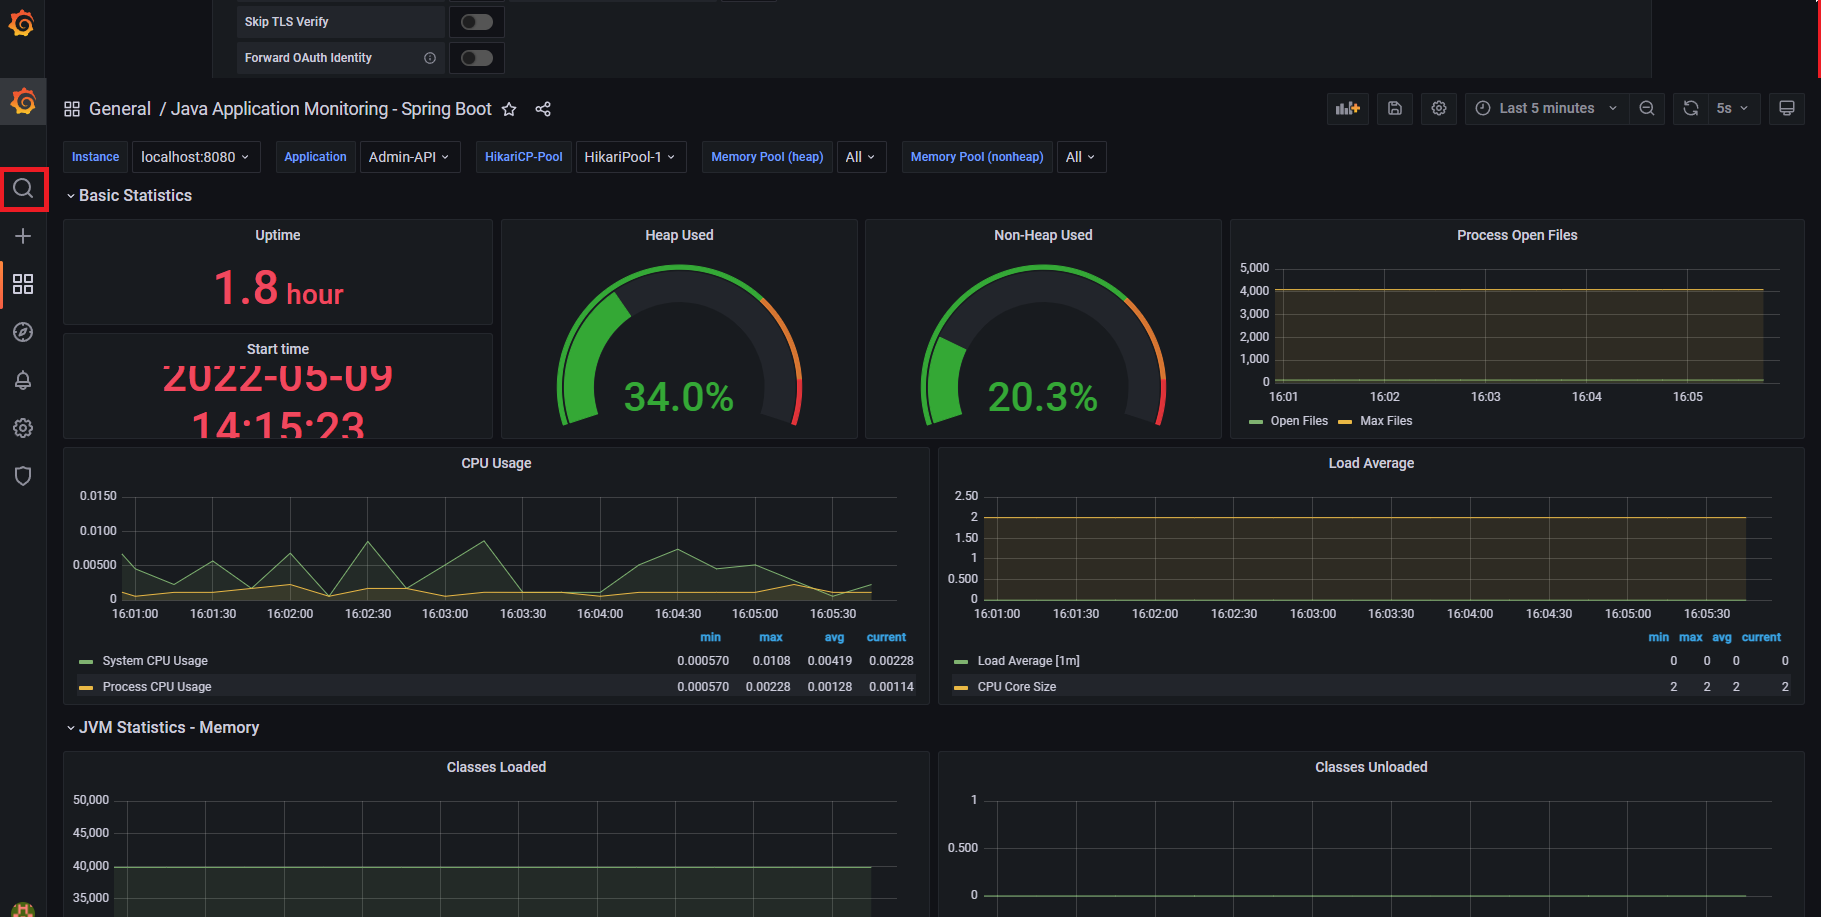 Skip TLS Verify
Forward OAuth Identity
General / Java Application Monitoring - Spring Boot
Last 5 minutes
5s
Instance localhost:8080 Application Admin-API HikariCP-Pool HikariPool-1 Memory Pool (heap) All Memory Pool (nonheap) All
Basic Statistics
Uptime
1.8 hour
Start time
2022-05-09
14:15:23
Heap Used
34.0%
Non-Heap Used
20.3%
Process Open Files
5,000
4,000
3,000
2,000
1,000
0
16:01 16:02 16:03 16:04 16:05
Open Files Max Files
CPU Usage
0.0150
0.0100
0.00500
0
16:01:00 16:01:30 16:02:00 16:02:30 16:03:00 16:03:30 16:04:00 16:04:30 16:05:00 16:05:30
min max avg current
System CPU Usage 0.000570 0.0108 0.00419 0.00228
Process CPU Usage 0.000570 0.00228 0.00128 0.00114
Load Average
2.50
2
1.50
1
0.500
0
16:01:00 16:01:30 16:02:00 16:02:30 16:03:00 16:03:30 16:04:00 16:04:30 16:05:00 16:05:30
min max avg current
Load Average [1m] 0 0 0 0
CPU Core Size 2 2 2 2
JVM Statistics - Memory
Classes Loaded
50,000
45,000
40,000
35,000
Classes Unloaded
1
0.500
0